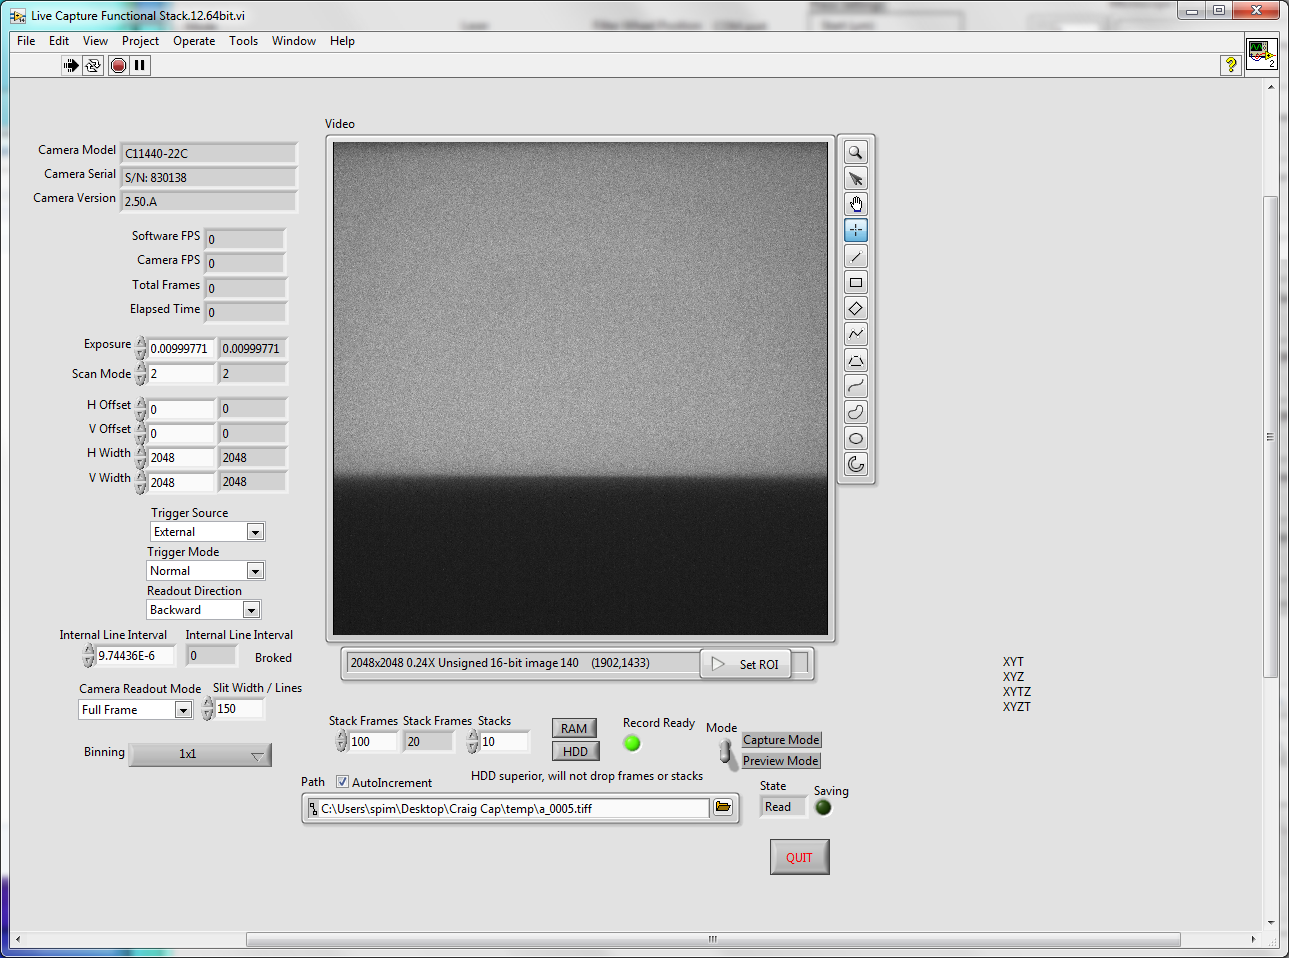 Live Capture Functional Stack.12.64bit.vi
File Edit View Project Operate Tools Window Help
2
Video
Camera Model C11440-22C
Camera Serial S/N: 830138
Camera Version 2.50.A
Software FPS 0
Camera FPS 0
Total Frames 0
Elapsed Time 0
Exposure 0.00999771 0.00999771
Scan Mode 2 2
H Offset 0 0
V Offset 0 0
H Width 2048 2048
V Width 2048 2048
Trigger Source
External
Trigger Mode
Normal
Readout Direction
Backward
Internal Line Interval Internal Line Interval
9.74436E-6 0 Broked
Camera Readout Mode Slit Width / Lines
Full Frame 150
Binning 1x1
2048x2048 0.24X Unsigned 16-bit image 140 (1902,1433) Set ROI
XYT
XYZ
XYTZ
XYZT
Stack Frames Stack Frames Stacks
100 20 10
RAM
HDD
Record Ready
Mode
Capture Mode
Preview Mode
HDD superior, will not drop frames or stacks
Path AutoIncrement
C:\Users\spim\Desktop\Craig Cap\temp\a_0005.tiff
State
Read
Saving
QUIT